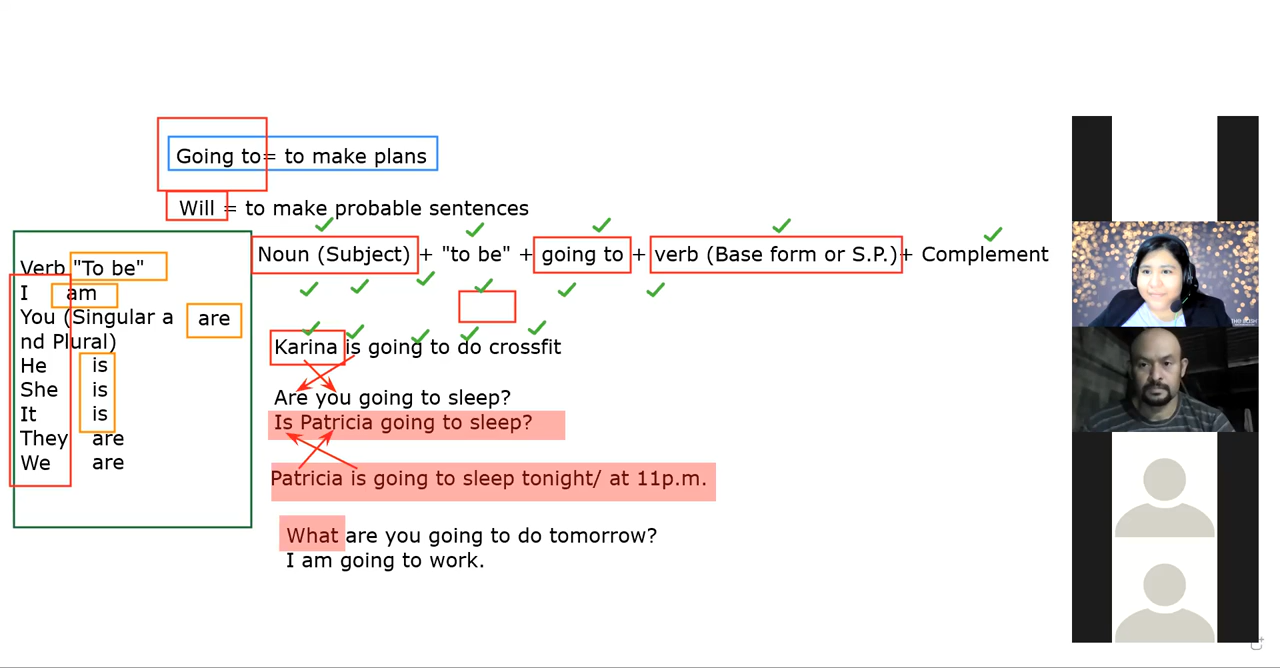 Going to= to make plans
Will = to make probable sentences
Noun (Subject) + "to be" + going to + verb (Base form or S.P.)+ Complement
Verb "To be"
I am
You (Singular a are
nd Plural)
He is
She is
It is
They are
We are
Karina is going to do crossfit
Are you going to sleep?
Is Patricia going to sleep?
Patricia is going to sleep tonight/ at 11p.m.
What are you going to do tomorrow?
I am going to work.